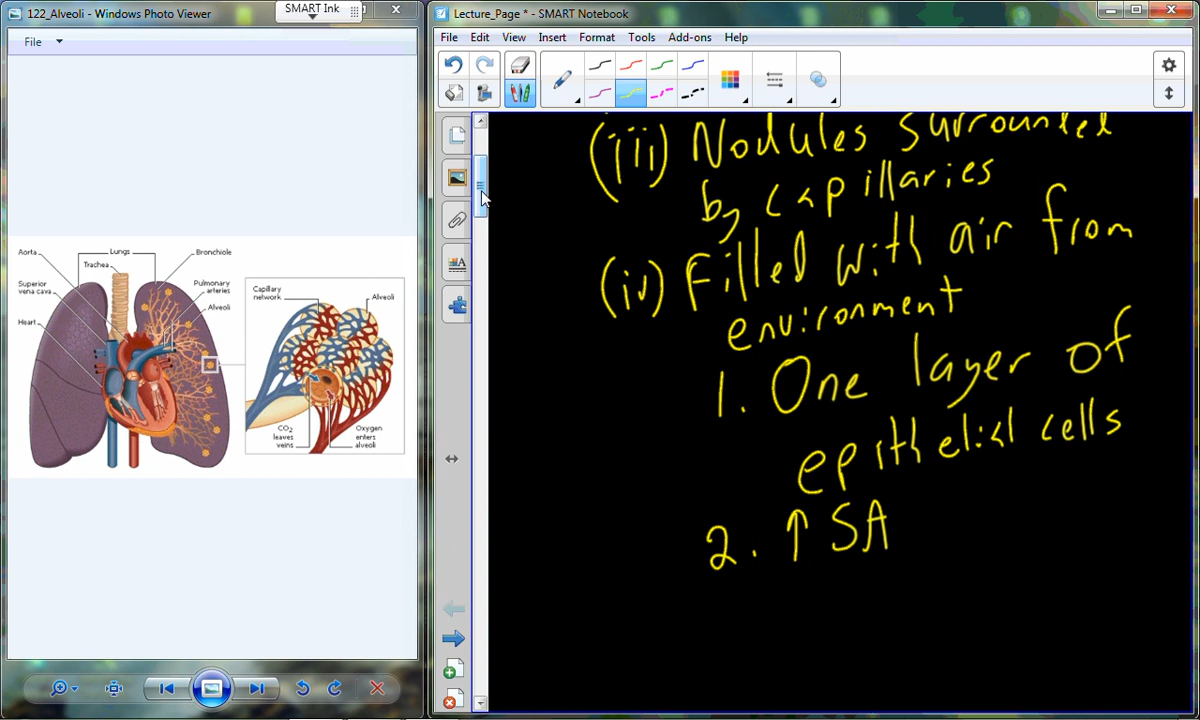 122_Alveoli - Windows Photo Viewer
SMART Ink
File
Aorta
Lungs
Trachea
Bronchiole
Superior
vena cava
Pulmonary
arteries
Alveoli
Heart
Capillary
network
Alveoli
CO2
leaves
veins
Oxygen
enters
alveoli
Lecture_Page * - SMART Notebook
File Edit View Insert Format Tools Add-ons Help
(iii) Nodules surrounded
by capillaries
(iv) Filled with air from
environment
1. One layer of
epithelial cells
2. ↑ SA